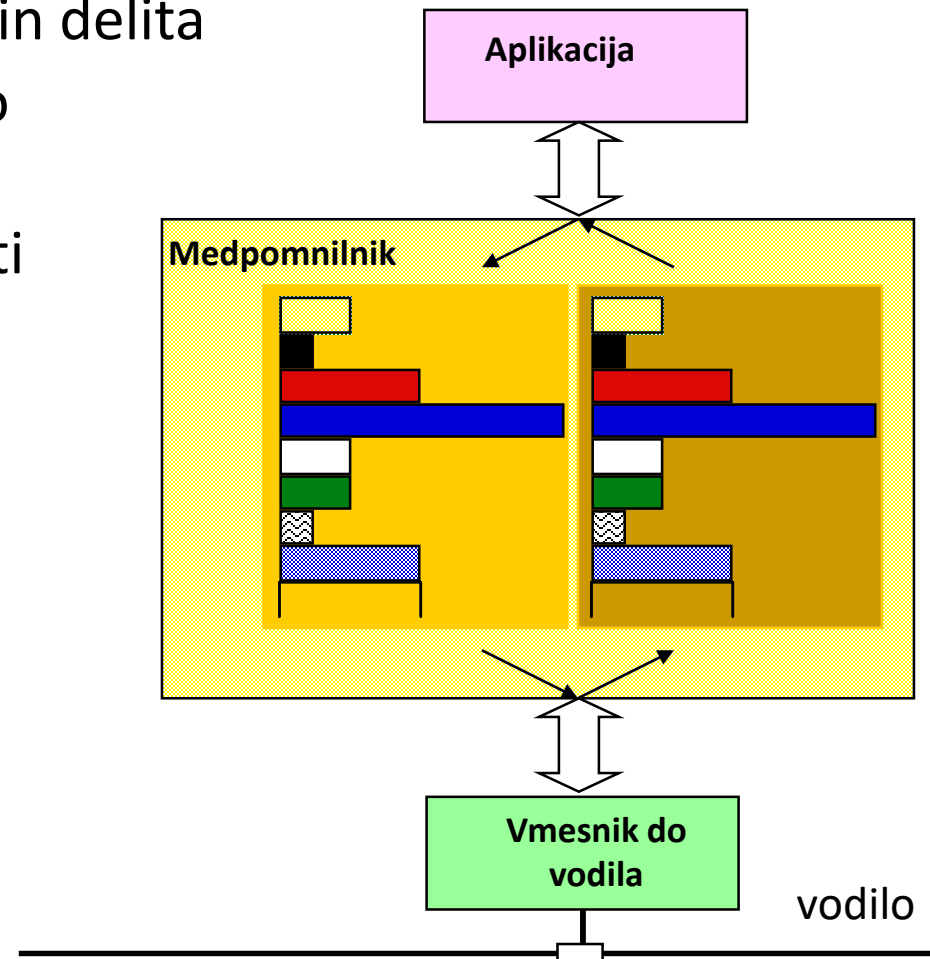 in delita
o
ti
Aplikacija
Medpomnilnik
Vmesnik do
vodila
vodilo